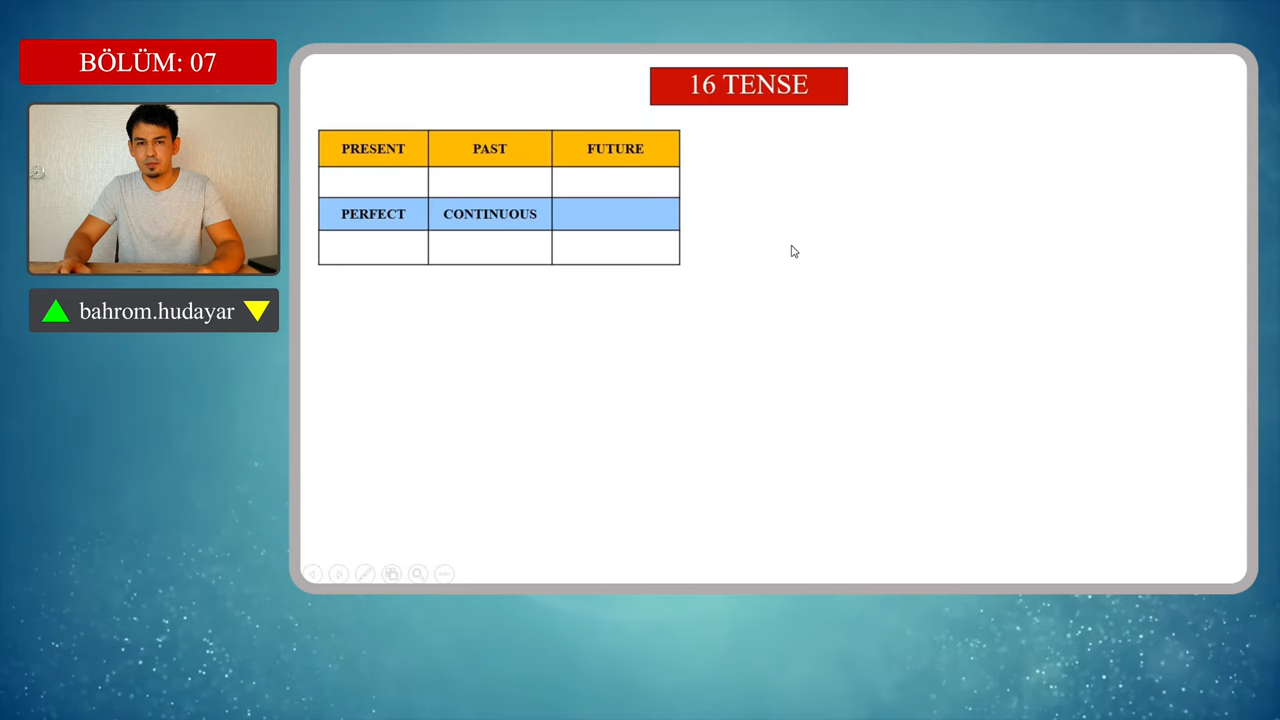 BÖLÜM: 07
bahrom.hudayar
16 TENSE
PRESENT PAST FUTURE
PERFECT CONTINUOUS